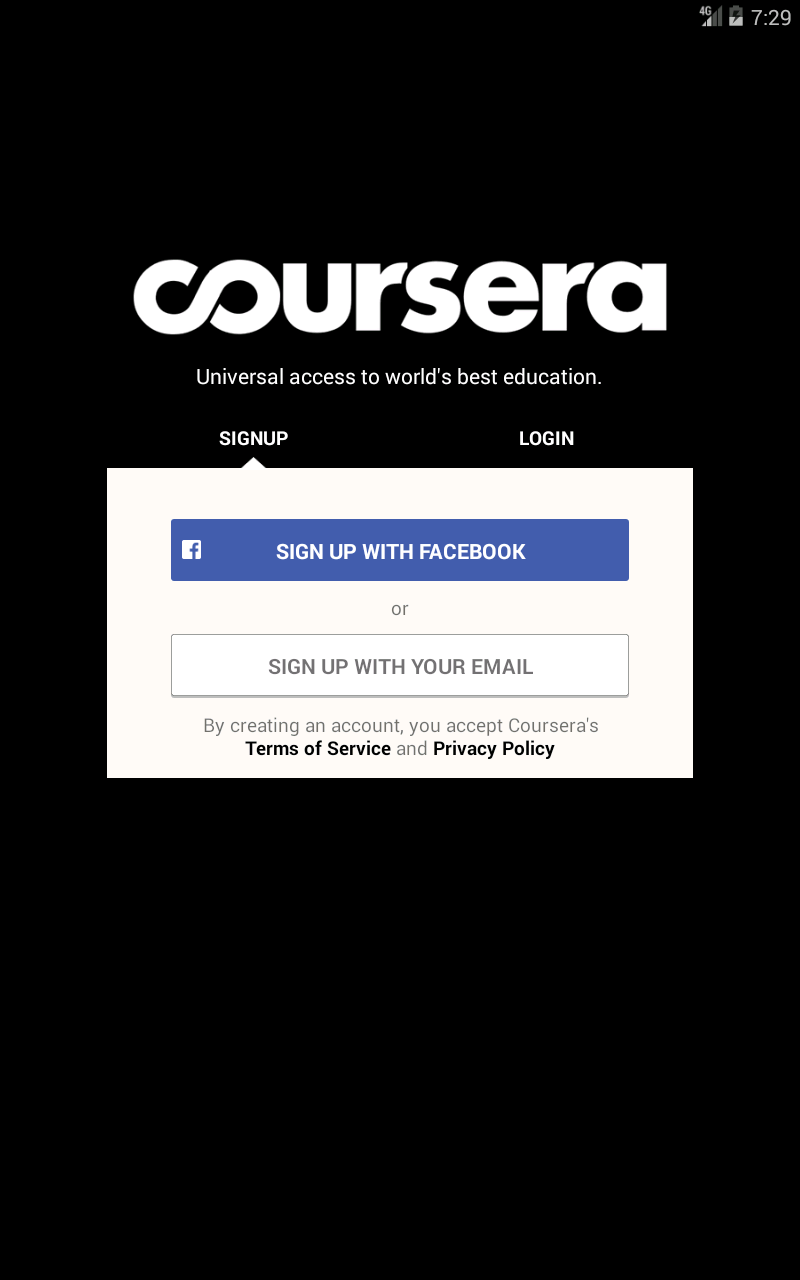 4G 7:29
coursera
Universal access to world's best education.
SIGNUP LOGIN
SIGN UP WITH FACEBOOK
or
SIGN UP WITH YOUR EMAIL
By creating an account, you accept Coursera's
Terms of Service and Privacy Policy